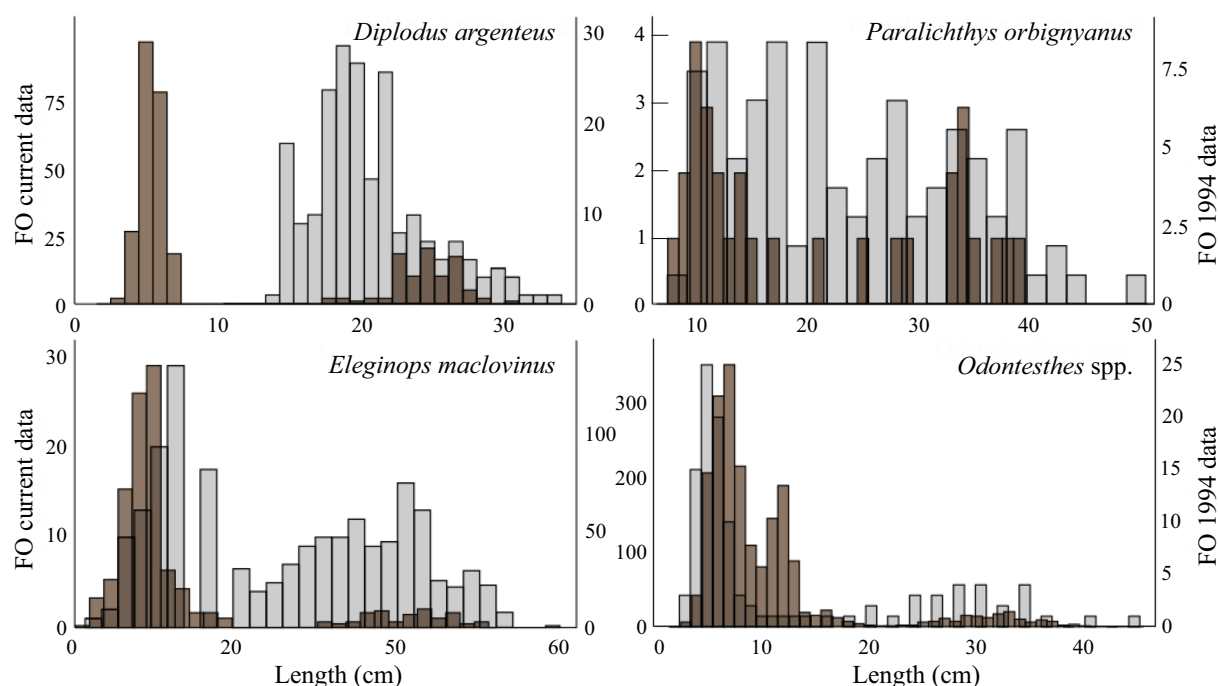 Diplodus argenteus
FO current data
75
50
25
0
30
20
10
0
0 10 20 30
Paralichthys orbignyanus
4
3
2
1
0
7.5
5
2.5
0
FO 1994 data
10 20 30 40 50
Eleginops maclovinus
FO current data
30
20
10
0
100
50
0
0 20 50 60
Length (cm)
Odontesthes spp.
300
200
100
0
25
20
15
10
5
0
FO 1994 data
0 10 20 30 40
Length (cm)